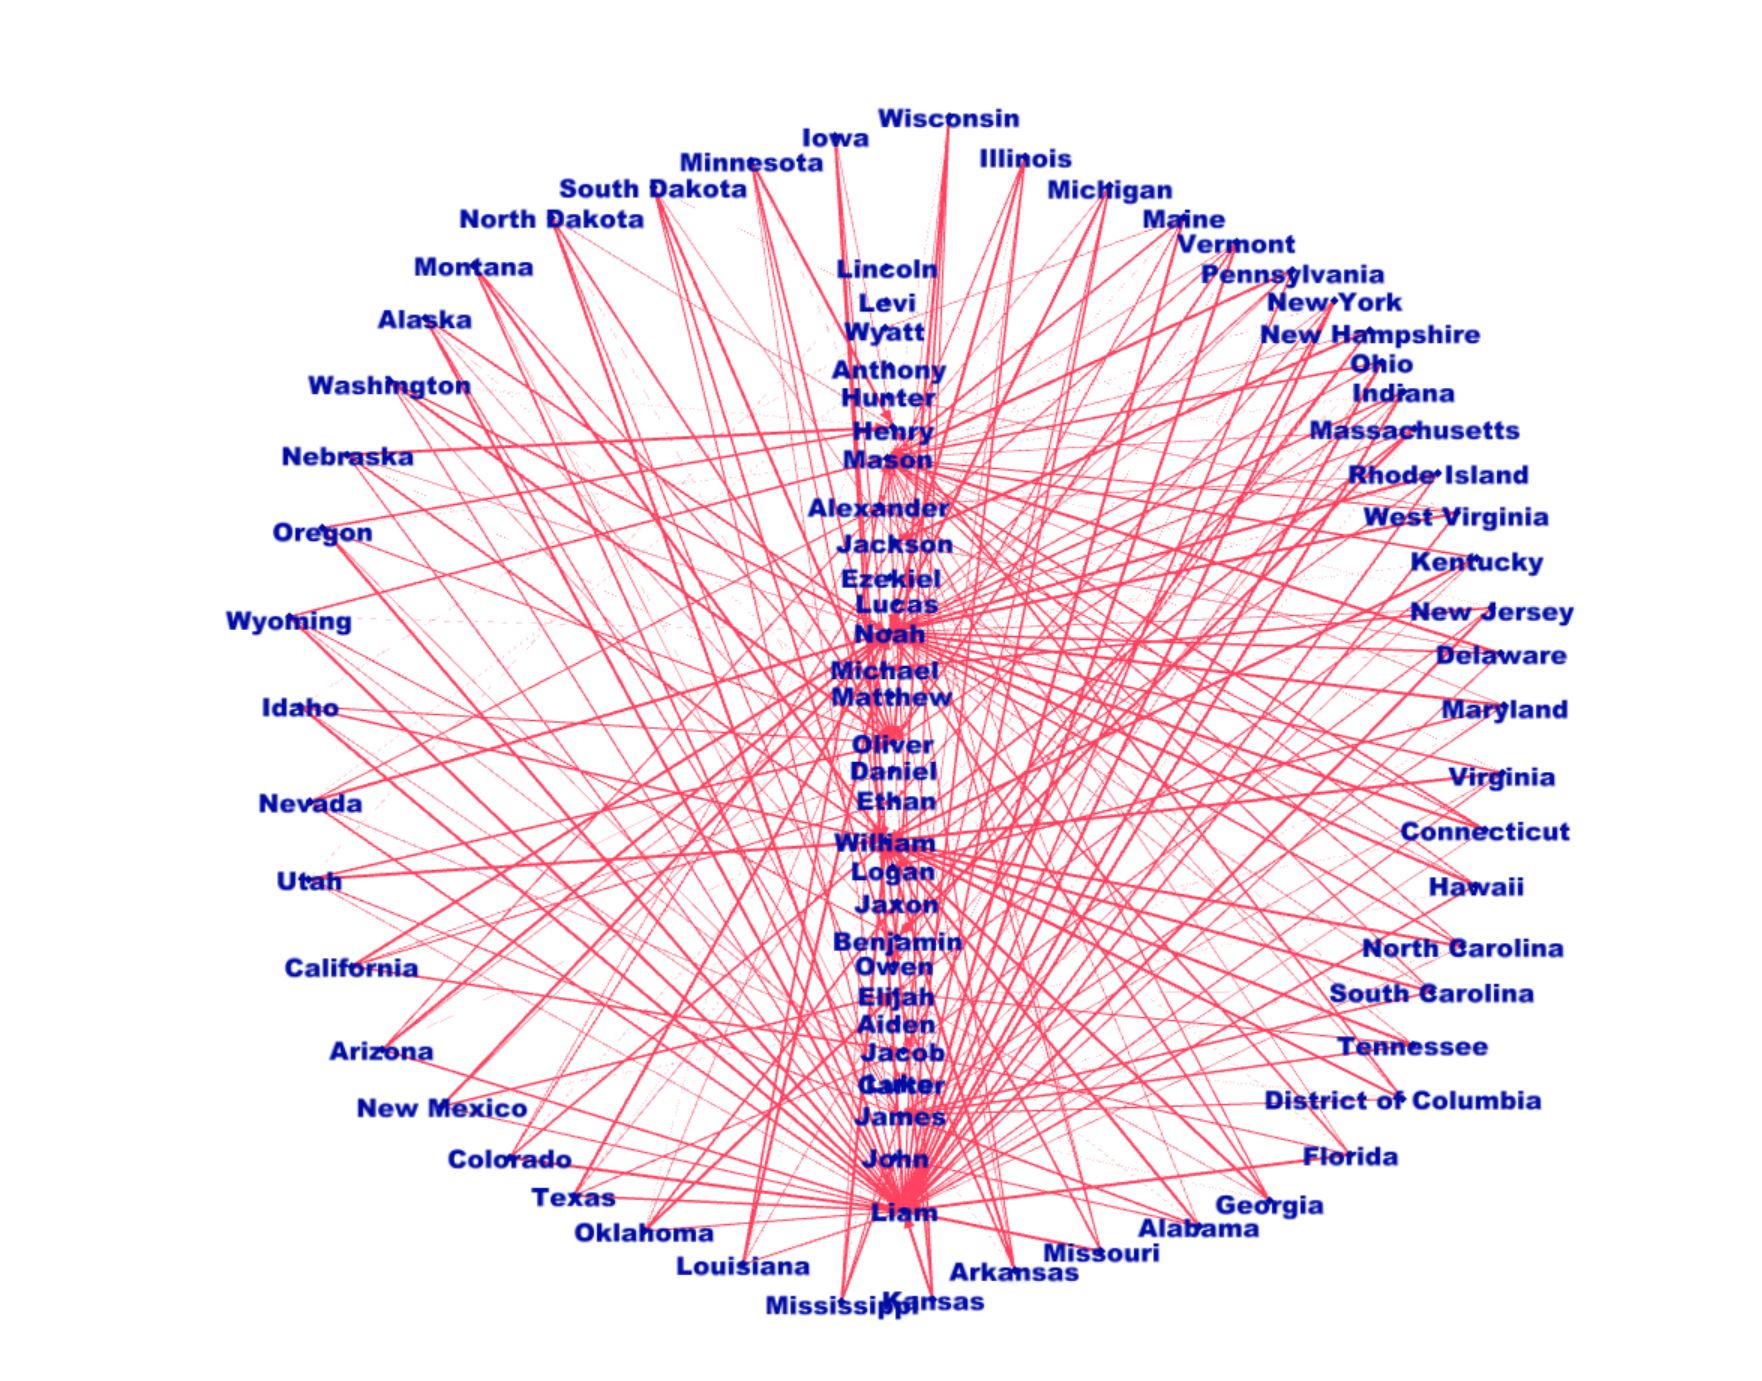 Wisconsin
Iowa
Illinois
Minnesota
South Dakota
Michigan
North Dakota
Maine
Vermont
Montana
Lincoln
Pennsylvania
Levi
New York
Alaska
Wyatt
New Hampshire
Anthony
Ohio
Washington
Hunter
Indiana
Henry
Massachusetts
Nebraska
Mason
Rhode Island
Alexander
West Virginia
Oregon
Jackson
Kentucky
Ezekiel
Lucas
New Jersey
Wyoming
Noah
Delaware
Michael
Matthew
Idaho
Maryland
Oliver
Daniel
Virginia
Nevada
Ethan
Connecticut
William
Utah
Logan
Hawaii
Jaxon
Benjamin
North Carolina
California
Owen
Elijah
South Carolina
Aiden
Arizona
Jacob
Tennessee
Carter
Luke
District of Columbia
New Mexico
James
Colorado
John
Florida
Texas
Liam
Georgia
Oklahoma
Alabama
Missouri
Louisiana
Arkansas
Mississippi
Kansas